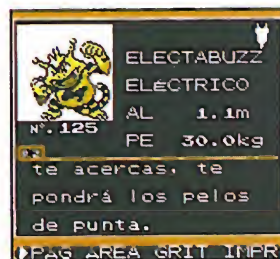 ELECTABUZZ
ELÉCTRICO
AL 1.1m
Nº.125
PE 30.0kg
te acercas, te
pondrá los pelos
de punta.
PAG AREA GRIT IMPR